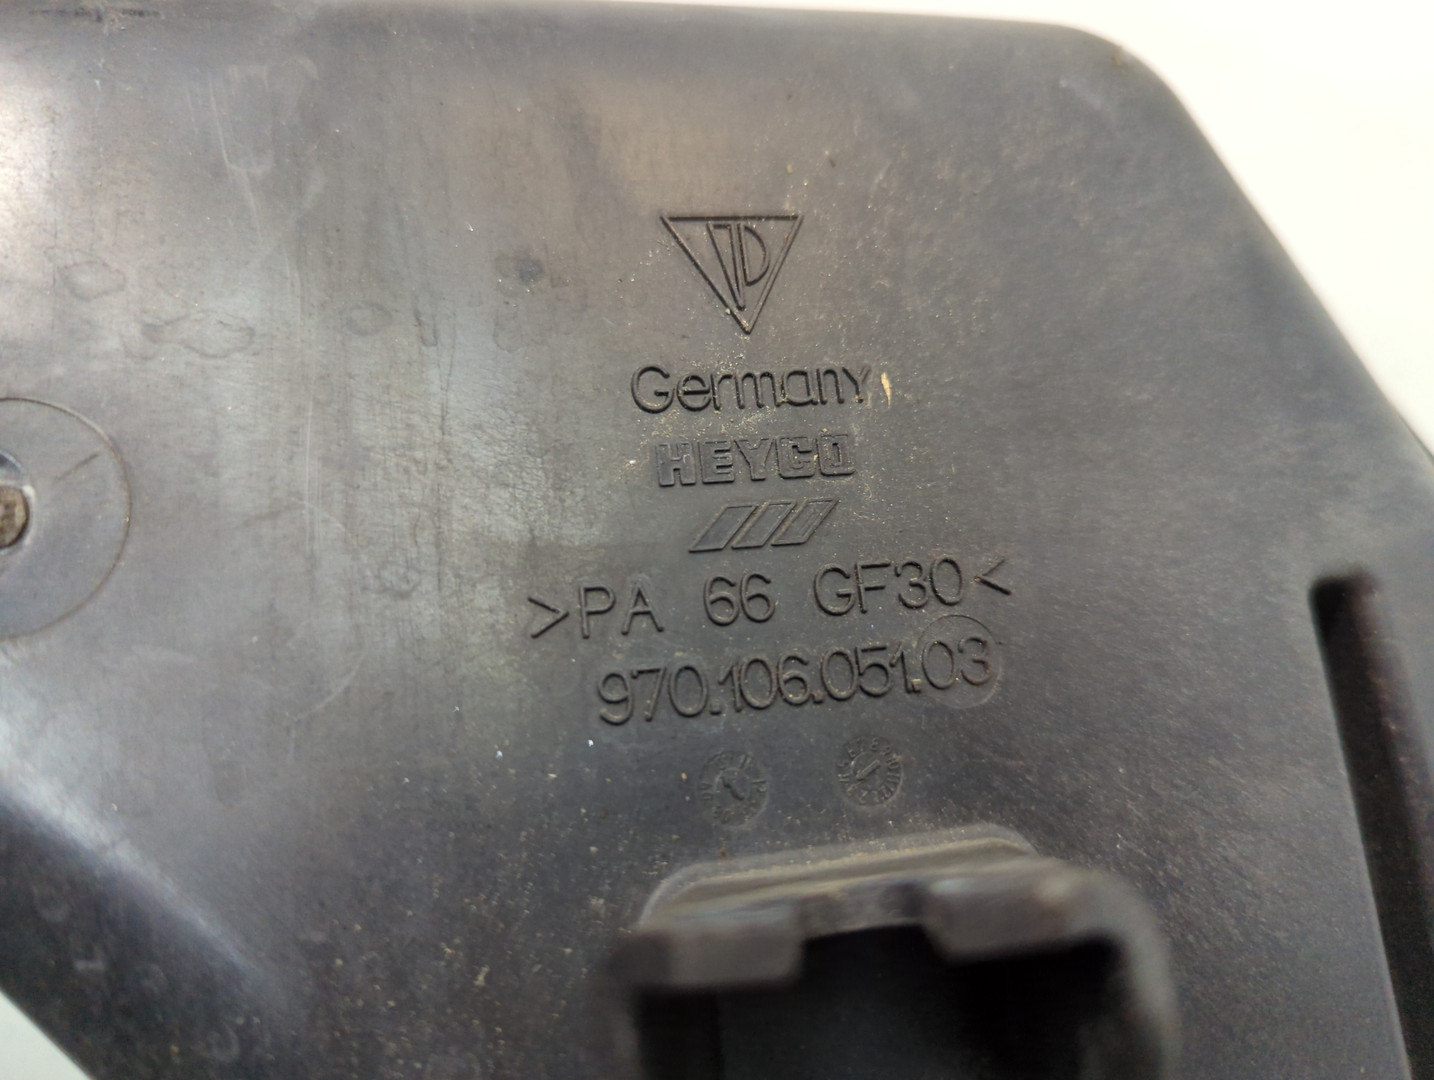 Germany
HEYCO
>PA 66 GF30<
970.106.051.03